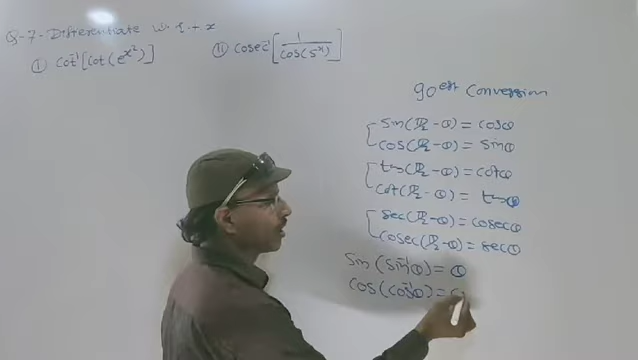 Q-7- Differentiate w.r.t x
(i) cot⁻¹[cot(e^x²)]
(ii) cosec⁻¹[1/cos(5^x)]
90 Conversion
sin(π/2-θ) = cosθ
cos(π/2-θ) = sinθ
tan(π/2-θ) = cotθ
cot(π/2-θ) = tanθ
sec(π/2-θ) = cosecθ
cosec(π/2-θ) = secθ
sin(sin⁻¹θ) = θ
cos(cos⁻¹θ) =